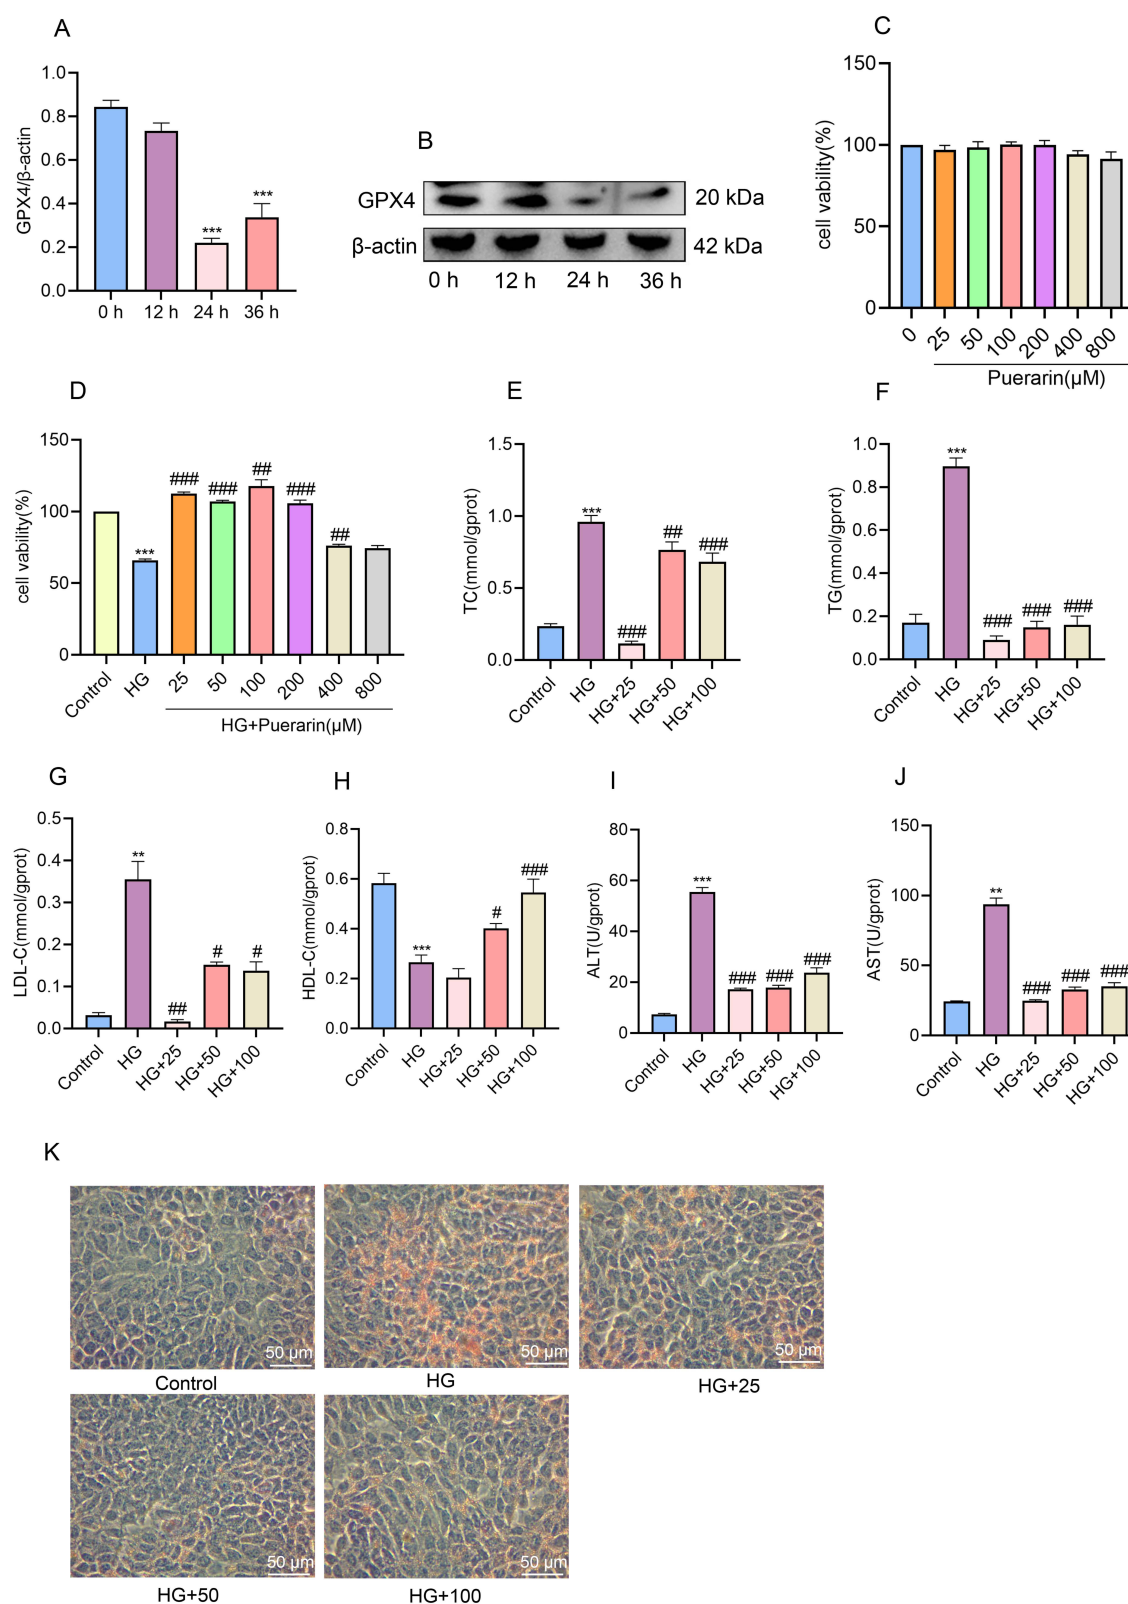 A
GPX4/β-actin
1.0
0.8
0.6
0.4
0.2
0.0
***
***
0 h 12 h 24 h 36 h
B
GPX4 20 kDa
β-actin 42 kDa
0 h 12 h 24 h 36 h
C
cell vability(%)
150
100
50
0
0 25 50 100 200 400 800
Puerarin(μM)
D
cell vability(%)
150
100
50
0
***
###
###
##
###
##
Control HG 25 50 100 200 400 800
HG+Puerarin(μM)
E
TC(mmol/gprot)
1.5
1.0
0.5
0.0
***
###
##
###
Control HG HG+25 HG+50 HG+100
F
TG(mmol/gprot)
1.0
0.8
0.6
0.4
0.2
0.0
***
###
###
###
Control HG HG+25 HG+50 HG+100
G
LDL-C(mmol/gprot)
0.5
0.4
0.3
0.2
0.1
0.0
**
##
#
#
Control HG HG+25 HG+50 HG+100
H
HDL-C(mmol/gprot)
0.8
0.6
0.4
0.2
0.0
***
#
###
Control HG HG+25 HG+50 HG+100
I
ALT(U/gprot)
80
60
40
20
0
***
###
###
###
Control HG HG+25 HG+50 HG+100
J
AST(U/gprot)
150
100
50
0
**
###
###
###
Control HG HG+25 HG+50 HG+100
K
50 μm
50 μm
50 μm
Control
HG
HG+25
50 μm
50 μm
HG+50
HG+100